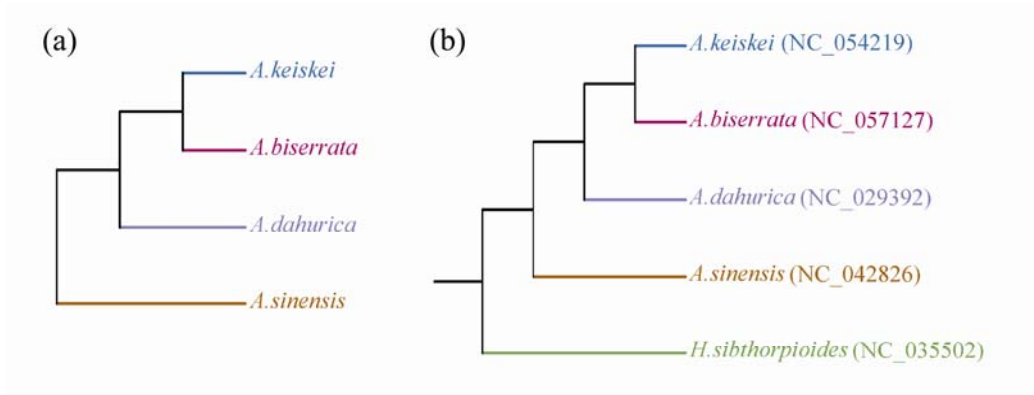 (a)
A.keiskei
A.biserrata
A.dahurica
A.sinensis
(b)
A.keiskei (NC_054219)
A.biserrata (NC_057127)
A.dahurica (NC_029392)
A.sinensis (NC_042826)
H.sibthorpioides (NC_035502)